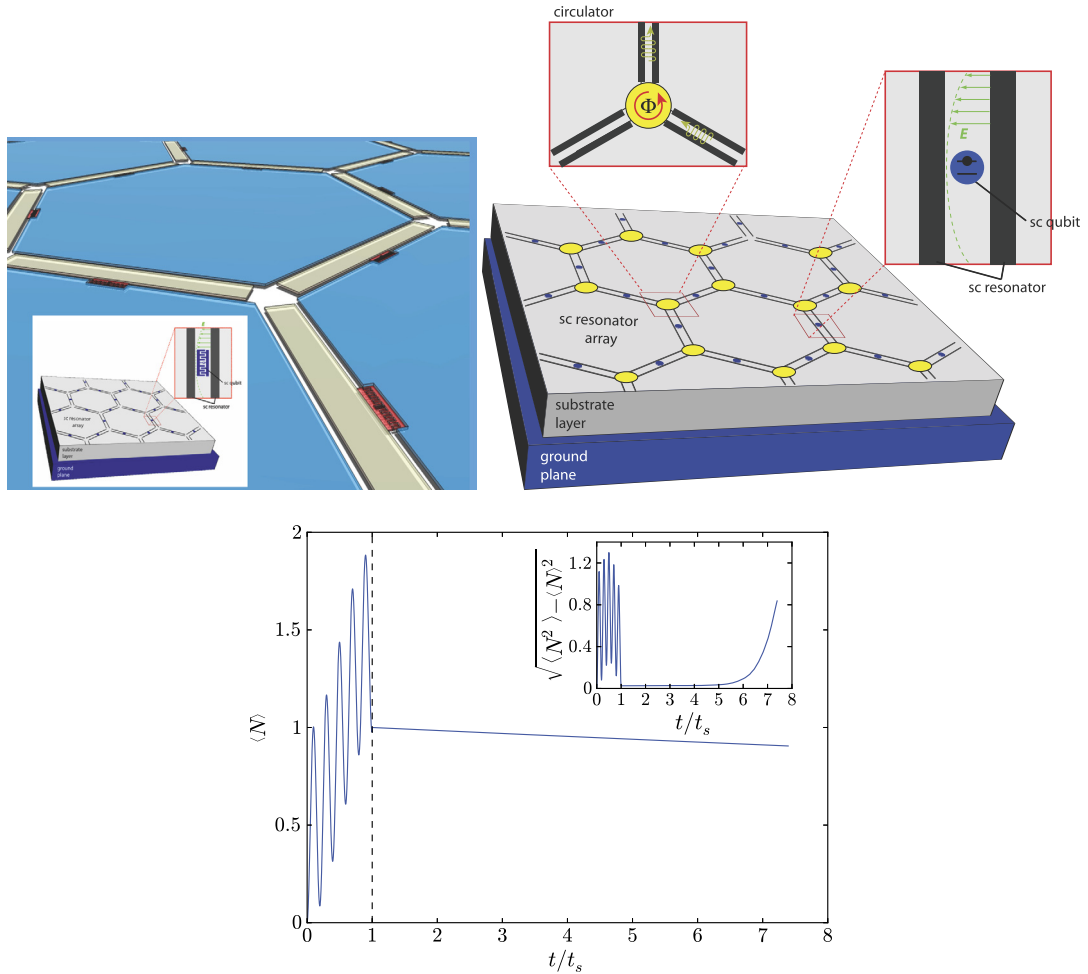 circulator
Φ
E
sc qubit
sc resonator
sc resonator
array
substrate
layer
ground
plane
E
sc qubit
sc resonator
sc resonator
array
substrate
layer
ground
plane
2
1.5
1
0.5
0
⟨N⟩
0 1 2 3 4 5 6 7 8
t/t_s
√⟨N²⟩−⟨N⟩²
1.2
0.8
0.4
0
0 1 2 3 4 5 6 7 8
t/t_s